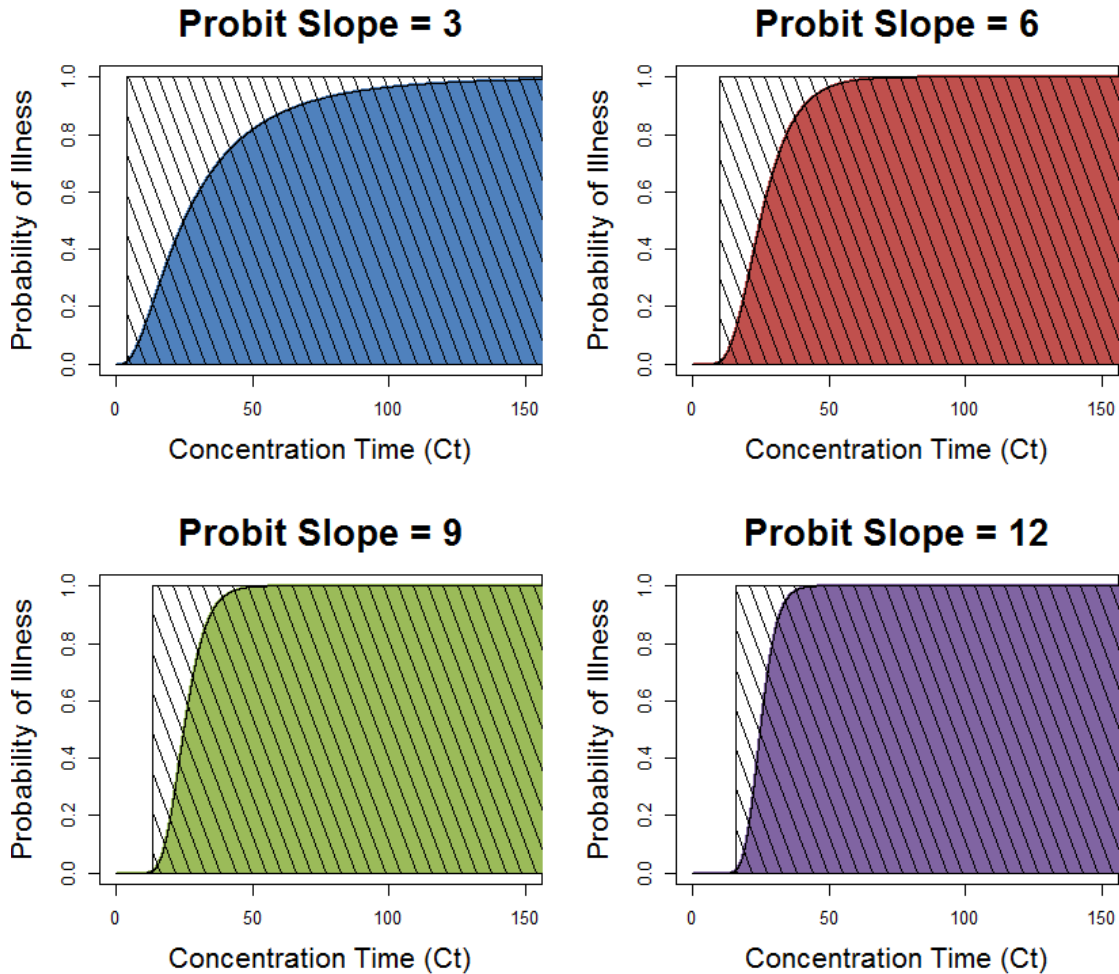 Probit Slope = 3
Probability of Illness
0.0 0.2 0.4 0.6 0.8 1.0
0 50 100 150
Concentration Time (Ct)
Probit Slope = 6
Probability of Illness
0.0 0.2 0.4 0.6 0.8 1.0
0 50 100 150
Concentration Time (Ct)
Probit Slope = 9
Probability of Illness
0.0 0.2 0.4 0.6 0.8 1.0
0 50 100 150
Concentration Time (Ct)
Probit Slope = 12
Probability of Illness
0.0 0.2 0.4 0.6 0.8 1.0
0 50 100 150
Concentration Time (Ct)